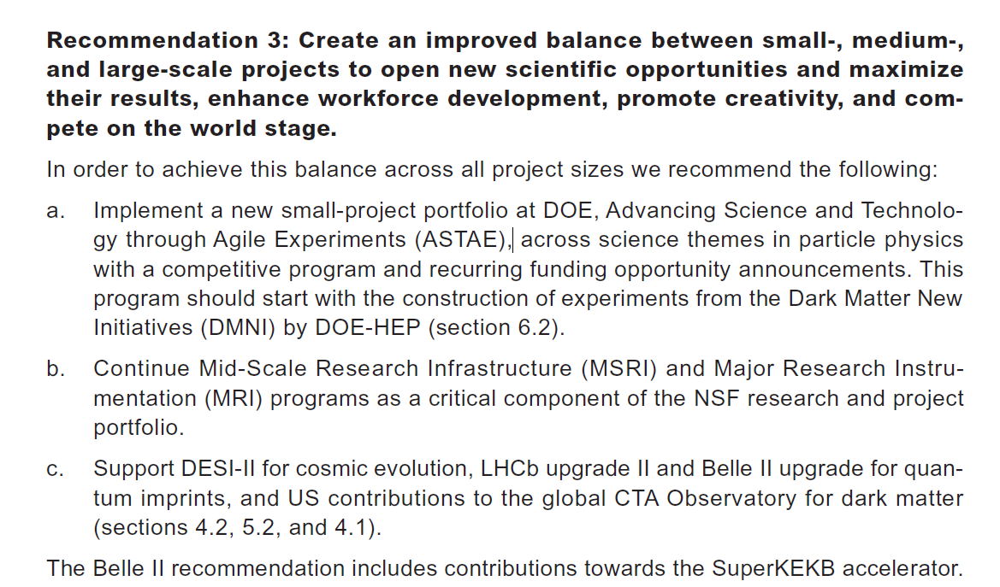 Recommendation 3: Create an improved balance between small-, medium-,
and large-scale projects to open new scientific opportunities and maximize
their results, enhance workforce development, promote creativity, and com-
pete on the world stage.
In order to achieve this balance across all project sizes we recommend the following:
a. Implement a new small-project portfolio at DOE, Advancing Science and Technolo-
gy through Agile Experiments (ASTAE), across science themes in particle physics
with a competitive program and recurring funding opportunity announcements. This
program should start with the construction of experiments from the Dark Matter New
Initiatives (DMNI) by DOE-HEP (section 6.2).
b. Continue Mid-Scale Research Infrastructure (MSRI) and Major Research Instru-
mentation (MRI) programs as a critical component of the NSF research and project
portfolio.
c. Support DESI-II for cosmic evolution, LHCb upgrade II and Belle II upgrade for quan-
tum imprints, and US contributions to the global CTA Observatory for dark matter
(sections 4.2, 5.2, and 4.1).
The Belle II recommendation includes contributions towards the SuperKEKB accelerator.